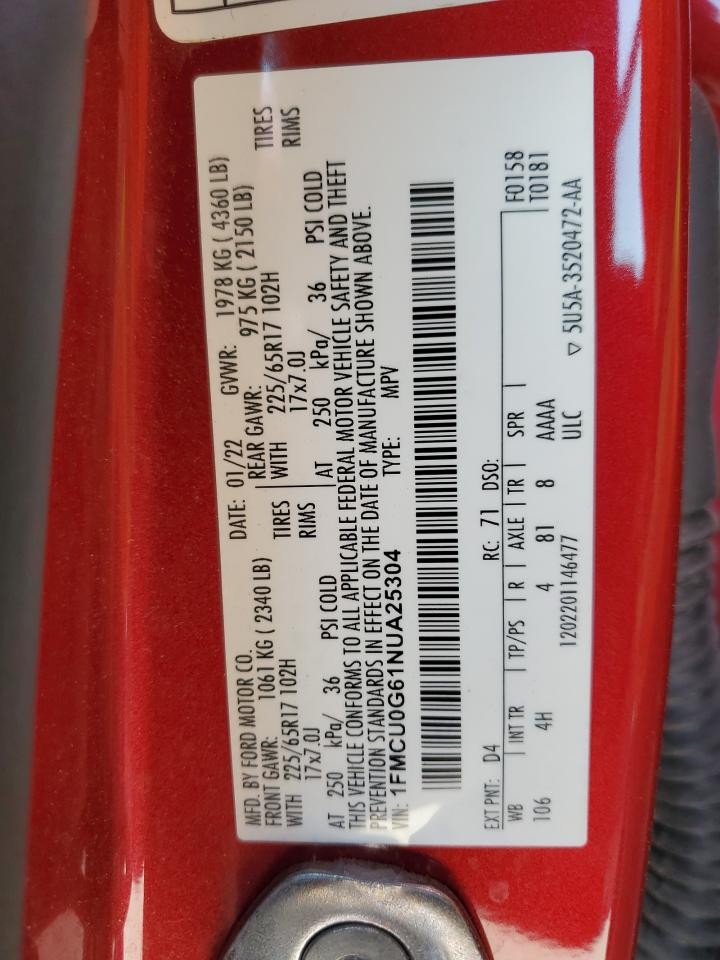 MFD. BY FORD MOTOR CO. DATE: 01/22 GVWR: 1978 KG ( 4360 LB)
FRONT GAWR: 1061 KG ( 2340 LB) REAR GAWR: 975 KG ( 2150 LB)
WITH 225/65R17 102H TIRES WITH 225/65R17 102H TIRES
17x7.0J RIMS 17x7.0J RIMS
AT 250 kPa/ 36 PSI COLD AT 250 kPa/ 36 PSI COLD
THIS VEHICLE CONFORMS TO ALL APPLICABLE FEDERAL MOTOR VEHICLE SAFETY AND THEFT
PREVENTION STANDARDS IN EFFECT ON THE DATE OF MANUFACTURE SHOWN ABOVE.
VIN: 1FMCU0G61NUA25304 TYPE: MPV
EXT PNT: D4 RC: 71 DSO: F0158
WB INT TR TP/PS R AXLE TR SPR T0181
106 4H 4 81 8 AAAA
1202201146477 ULC ▽ 5U5A-3520472-AA